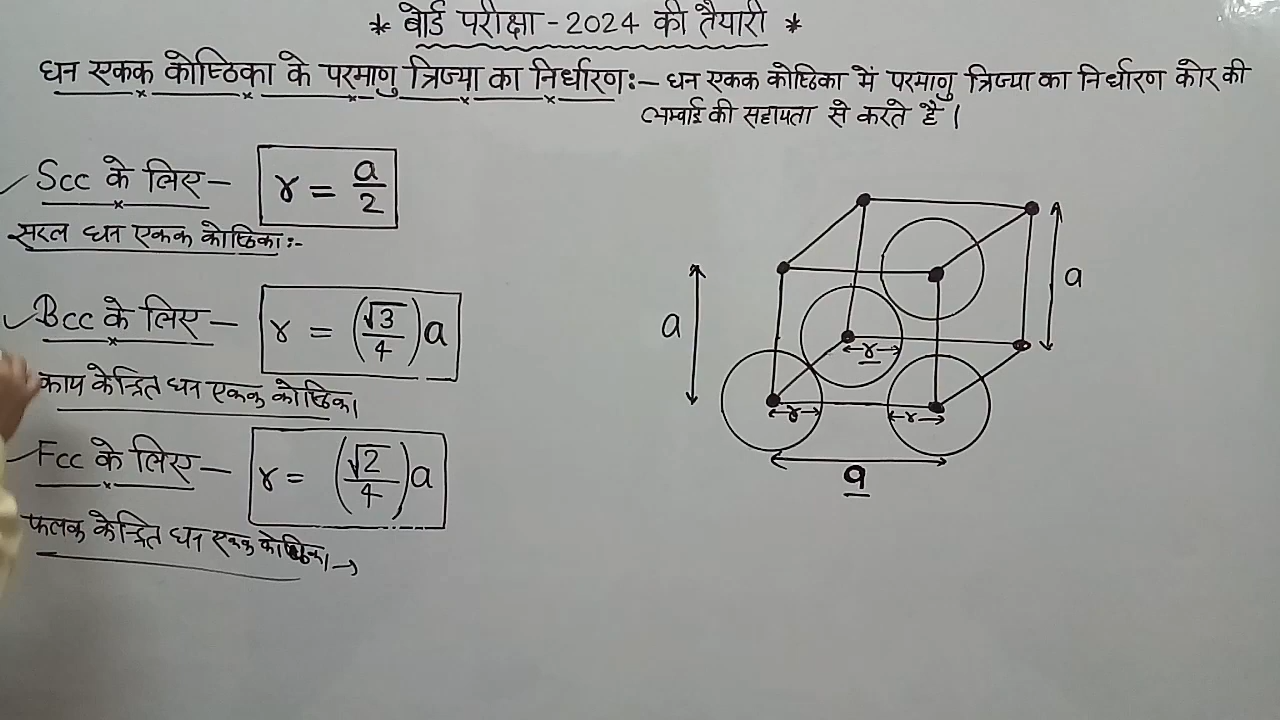 * बोर्ड परीक्षा - 2024 की तैयारी *
घन एकक कोष्ठिका के परमाणु त्रिज्या का निर्धारण :- घन एकक कोष्ठिका में परमाणु त्रिज्या का निर्धारण कोर की
लम्बाई की सहायता से करते है।
Scc के लिए - r = a/2
सरल घन एकक कोष्ठिका :-
Bcc के लिए - r = (√3/4)a
काय केन्द्रित घन एकक कोष्ठिका
Fcc के लिए - r = (√2/4)a
फलक केन्द्रित घन एकक कोष्ठिका →
a
a
r
r
r
a